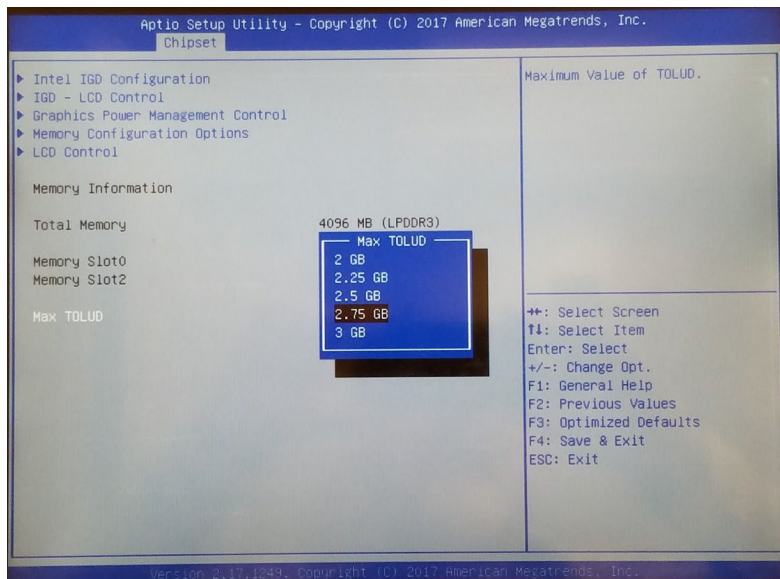 Aptio Setup Utility – Copyright (C) 2017 American Megatrends, Inc.
Chipset
Intel IGD Configuration
IGD - LCD Control
Graphics Power Management Control
Memory Configuration Options
LCD Control
Memory Information
Total Memory 4096 MB (LPDDR3)
Memory Slot0
Memory Slot2
Max TOLUD
Max TOLUD
2 GB
2.25 GB
2.5 GB
2.75 GB
3 GB
Maximum Value of TOLUD.
→←: Select Screen
↑↓: Select Item
Enter: Select
+/-: Change Opt.
F1: General Help
F2: Previous Values
F3: Optimized Defaults
F4: Save & Exit
ESC: Exit
Version 2.17.1249. Copyright (C) 2017 American Megatrends, Inc.